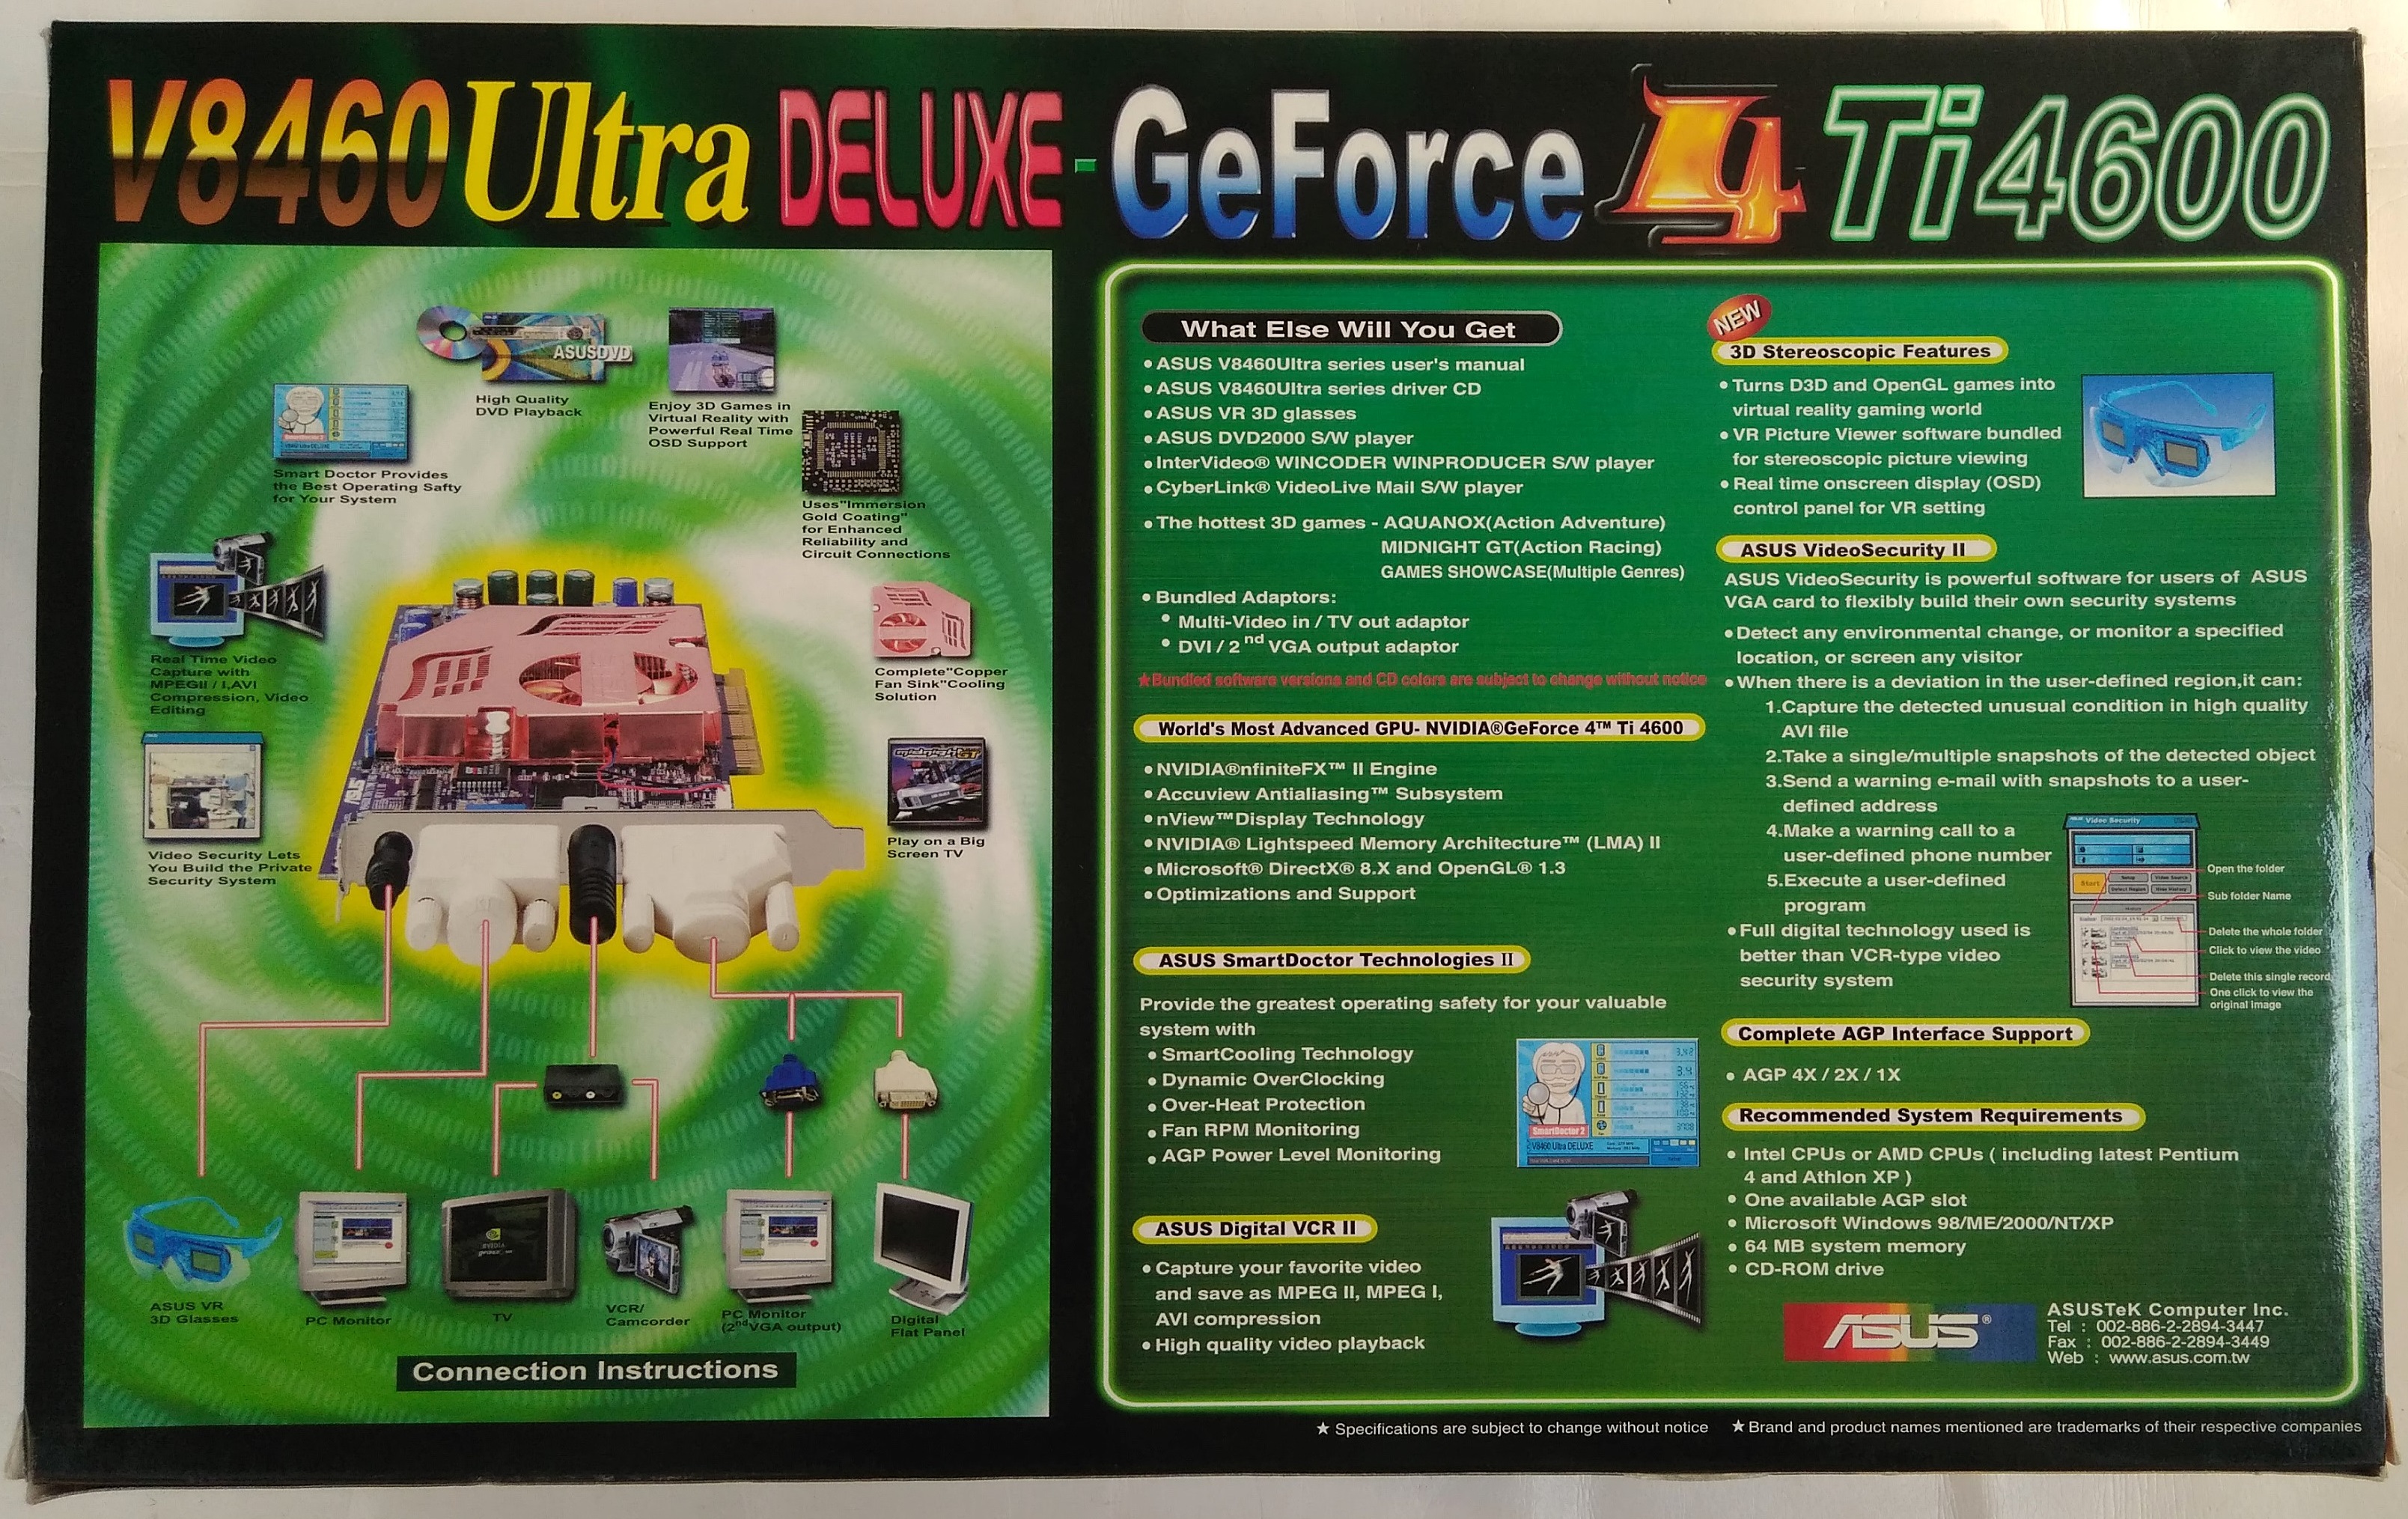 V8460 Ultra DELUXE - GeForce 4 Ti 4600
ASUSDVD
High Quality
DVD Playback
Enjoy 3D Games in
Virtual Reality with
Powerful Real Time
OSD Support
SmartDoctor 2
Smart Doctor Provides
the Best Operating Safty
for Your System
Uses"Immersion
Gold Coating"
for Enhanced
Reliability and
Circuit Connections
Real Time Video
Capture with
MPEGII / I,AVI
Compression, Video
Editing
Complete"Copper
Fan Sink"Cooling
Solution
Video Security Lets
You Build the Private
Security System
Play on a Big
Screen TV
ASUS VR
3D Glasses
PC Monitor
TV
VCR/
Camcorder
PC Monitor
(2nd VGA output)
Digital
Flat Panel
Connection Instructions
What Else Will You Get
• ASUS V8460Ultra series user's manual
• ASUS V8460Ultra series driver CD
• ASUS VR 3D glasses
• ASUS DVD2000 S/W player
• InterVideo® WINCODER WINPRODUCER S/W player
• CyberLink® VideoLive Mail S/W player
• The hottest 3D games - AQUANOX(Action Adventure)
MIDNIGHT GT(Action Racing)
GAMES SHOWCASE(Multiple Genres)
• Bundled Adaptors:
• Multi-Video in / TV out adaptor
• DVI / 2nd VGA output adaptor
★Bundled software versions and CD colors are subject to change without notice
World's Most Advanced GPU- NVIDIA®GeForce 4™ Ti 4600
• NVIDIA®nfiniteFX™ II Engine
• Accuview Antialiasing™ Subsystem
• nView™Display Technology
• NVIDIA® Lightspeed Memory Architecture™ (LMA) II
• Microsoft® DirectX® 8.X and OpenGL® 1.3
• Optimizations and Support
ASUS SmartDoctor Technologies II
Provide the greatest operating safety for your valuable
system with
• SmartCooling Technology
• Dynamic OverClocking
• Over-Heat Protection
• Fan RPM Monitoring
• AGP Power Level Monitoring
SmartDoctor 2
V8460 Ultra DELUXE
ASUS Digital VCR II
• Capture your favorite video
and save as MPEG II, MPEG I,
AVI compression
• High quality video playback
NEW
3D Stereoscopic Features
• Turns D3D and OpenGL games into
virtual reality gaming world
• VR Picture Viewer software bundled
for stereoscopic picture viewing
• Real time onscreen display (OSD)
control panel for VR setting
ASUS VideoSecurity II
ASUS VideoSecurity is powerful software for users of ASUS
VGA card to flexibly build their own security systems
• Detect any environmental change, or monitor a specified
location, or screen any visitor
• When there is a deviation in the user-defined region,it can:
1.Capture the detected unusual condition in high quality
AVI file
2.Take a single/multiple snapshots of the detected object
3.Send a warning e-mail with snapshots to a user-
defined address
4.Make a warning call to a
user-defined phone number
5.Execute a user-defined
program
• Full digital technology used is
better than VCR-type video
security system
Video Security
Start
Open the folder
Sub folder Name
Delete the whole folder
Click to view the video
Delete this single record
One click to view the
original image
Complete AGP Interface Support
• AGP 4X / 2X / 1X
Recommended System Requirements
• Intel CPUs or AMD CPUs ( including latest Pentium
4 and Athlon XP )
• One available AGP slot
• Microsoft Windows 98/ME/2000/NT/XP
• 64 MB system memory
• CD-ROM drive
ASUS®
ASUSTeK Computer Inc.
Tel : 002-886-2-2894-3447
Fax : 002-886-2-2894-3449
Web : www.asus.com.tw
★ Specifications are subject to change without notice ★ Brand and product names mentioned are trademarks of their respective companies